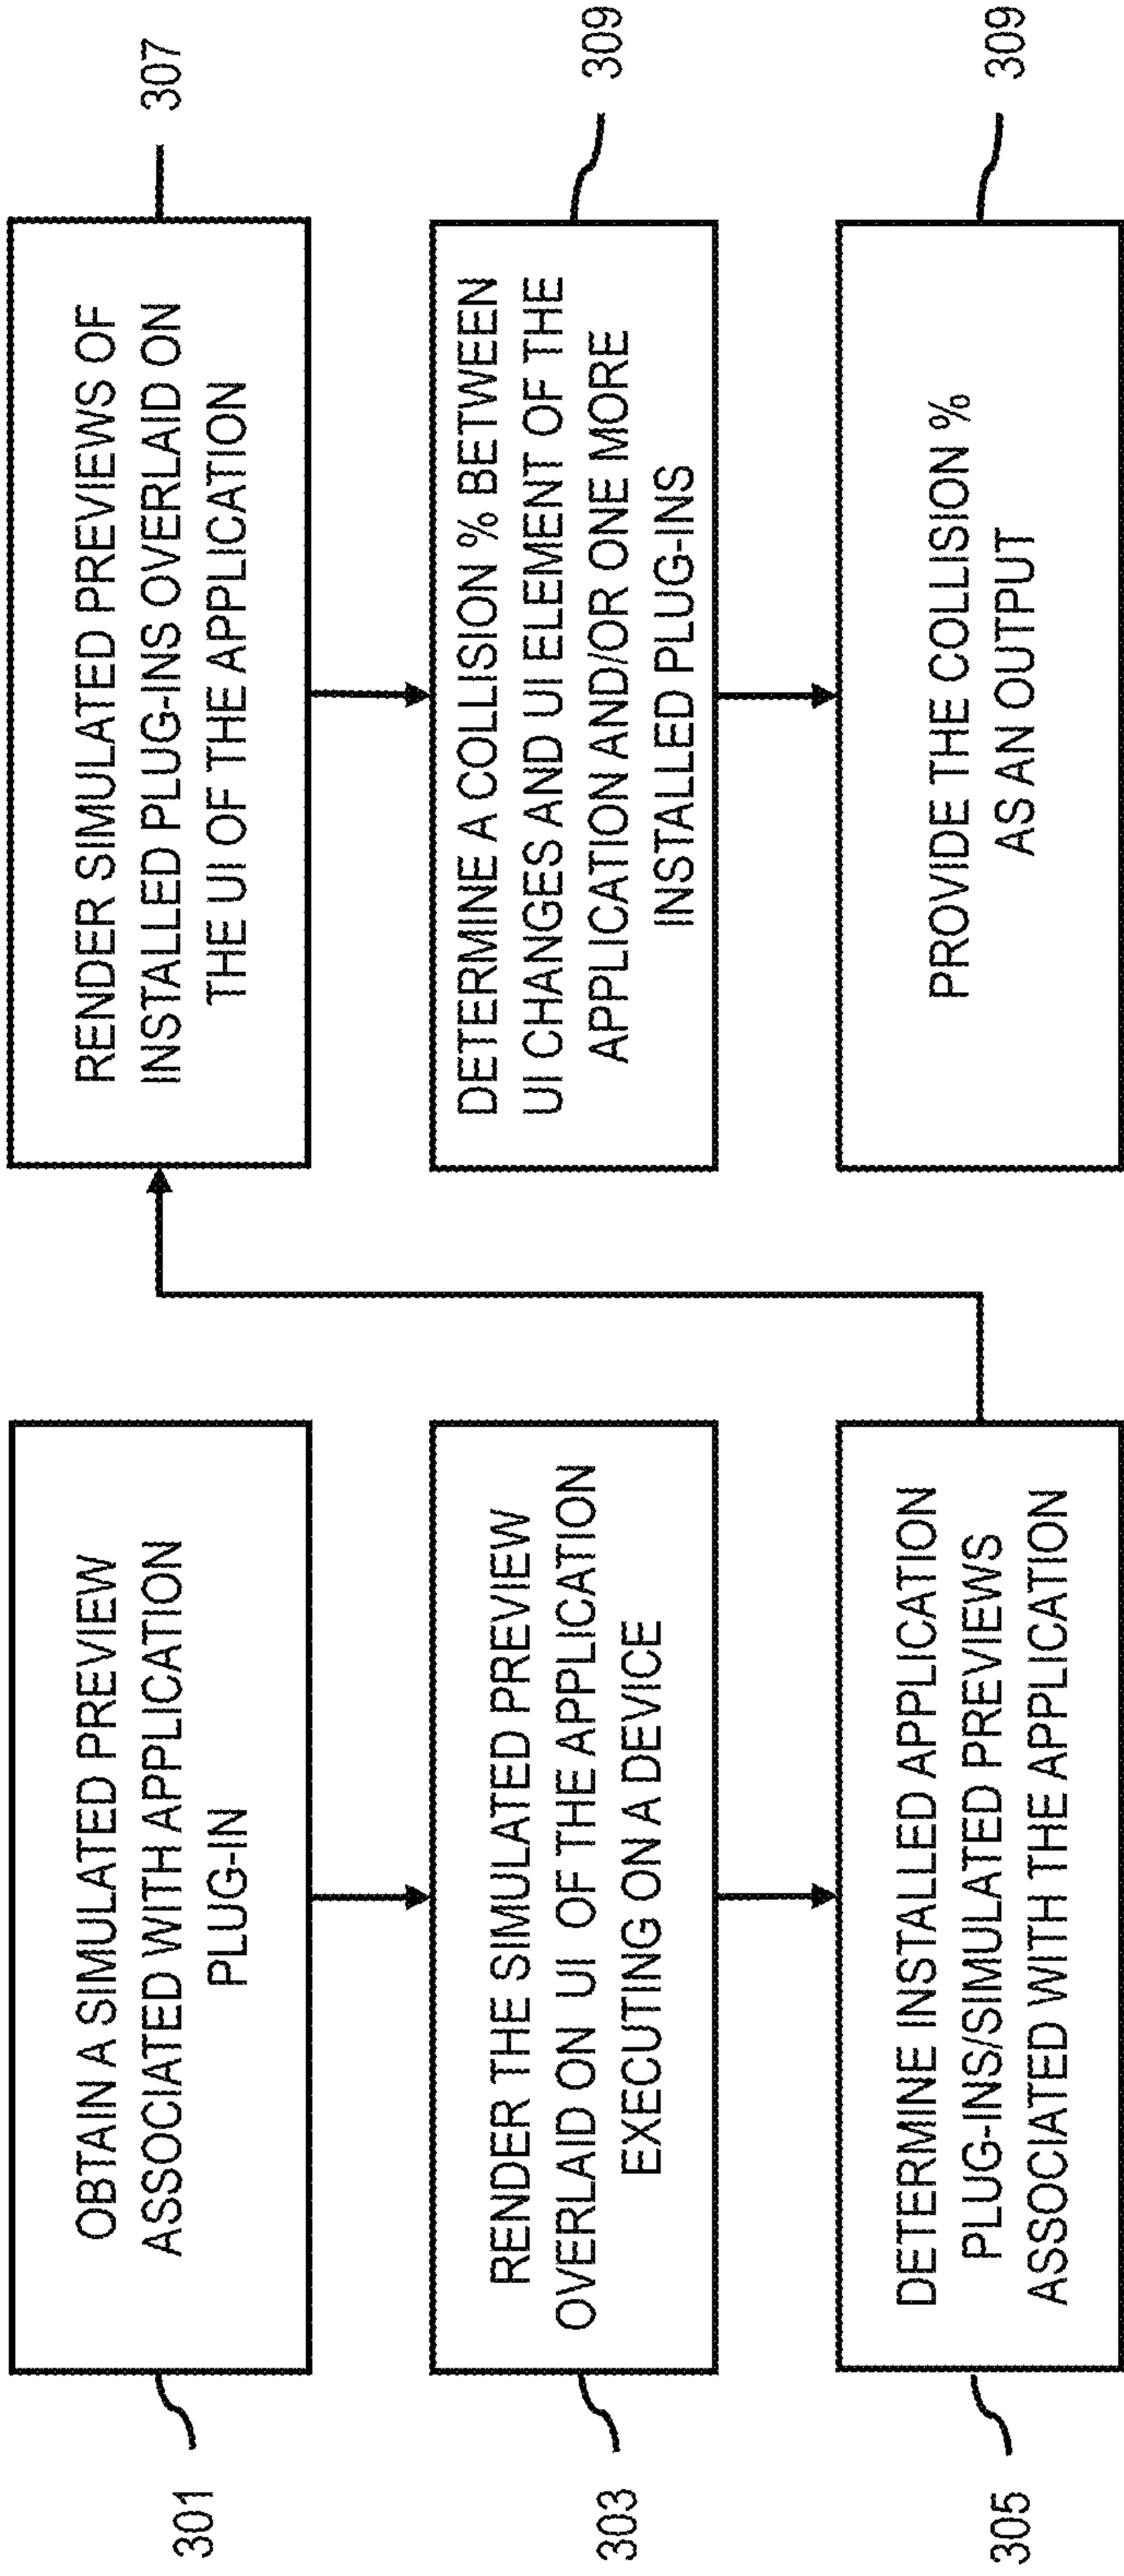 301
OBTAIN A SIMULATED PREVIEW
ASSOCIATED WITH APPLICATION
PLUG-IN
303
RENDER THE SIMULATED PREVIEW
OVERLAID ON UI OF THE APPLICATION
EXECUTING ON A DEVICE
305
DETERMINE INSTALLED APPLICATION
PLUG-INS/SIMULATED PREVIEWS
ASSOCIATED WITH THE APPLICATION
307
RENDER SIMULATED PREVIEWS OF
INSTALLED PLUG-INS OVERLAID ON
THE UI OF THE APPLICATION
309
DETERMINE A COLLISION % BETWEEN
UI CHANGES AND UI ELEMENT OF THE
APPLICATION AND/OR ONE MORE
INSTALLED PLUG-INS
309
PROVIDE THE COLLISION %
AS AN OUTPUT